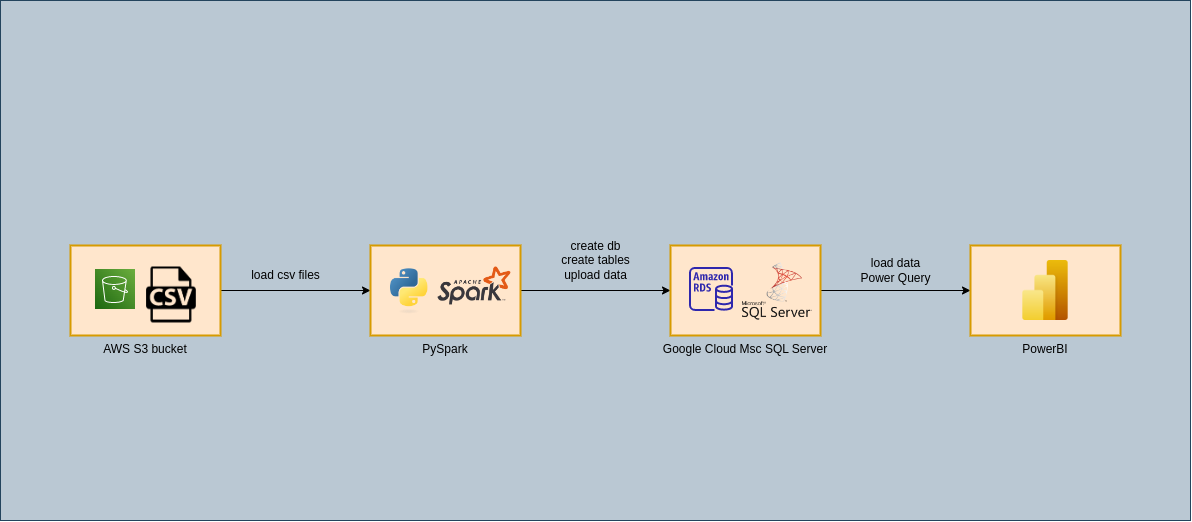 load csv files
create db
create tables
upload data
load data
Power Query
CSV
APACHE
Spark™
Amazon
RDS
Microsoft®
SQL Server
AWS S3 bucket
PySpark
Google Cloud Msc SQL Server
PowerBI